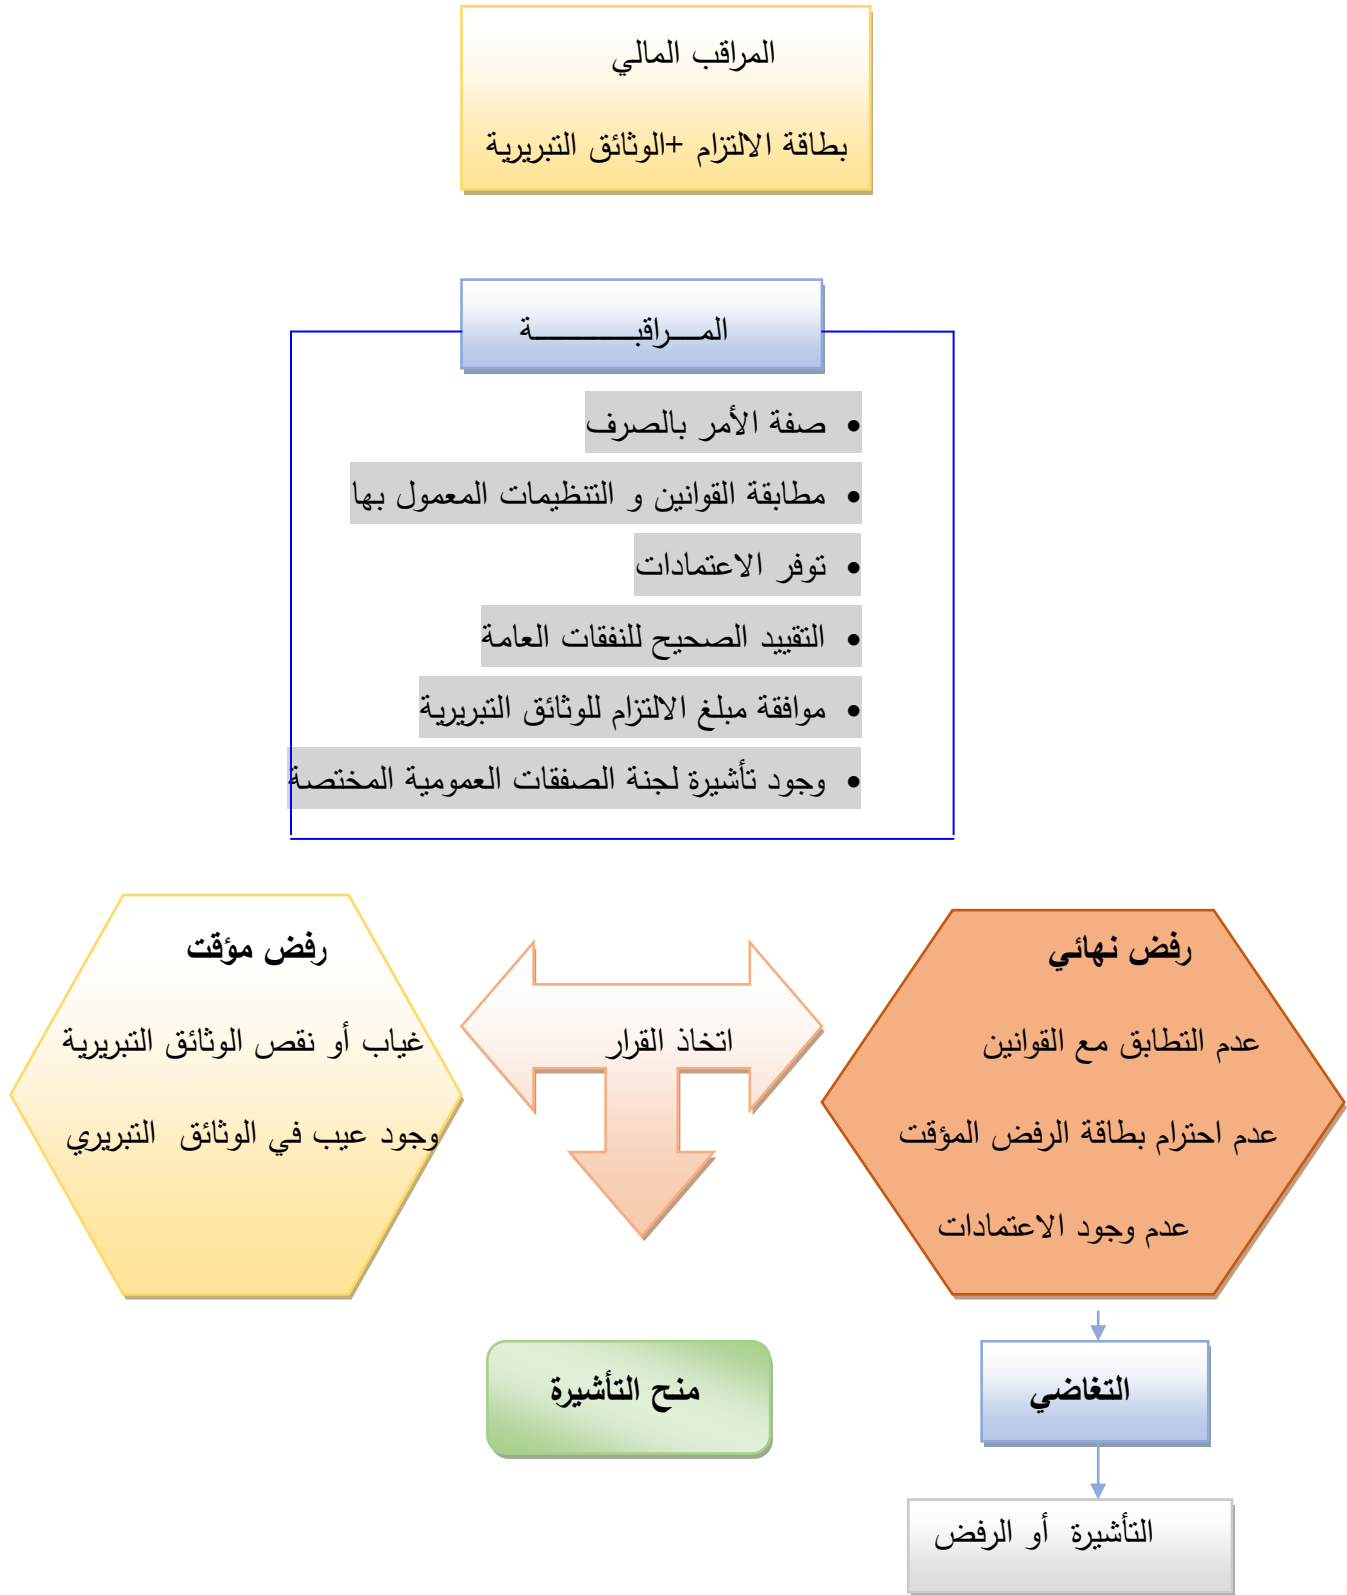 المراقب المالي
بطاقة الالتزام +الوثائق التبريرية
المــــراقبـــــــــــــة
• صفة الأمر بالصرف
• مطابقة القوانين و التنظيمات المعمول بها
• توفر الاعتمادات
• التقييد الصحيح للنفقات العامة
• موافقة مبلغ الالتزام للوثائق التبريرية
• وجود تأشيرة لجنة الصفقات العمومية المختصة
رفض نهائي
عدم التطابق مع القوانين
عدم احترام بطاقة الرفض المؤقت
عدم وجود الاعتمادات
اتخاذ القرار
رفض مؤقت
غياب أو نقص الوثائق التبريرية
وجود عيب في الوثائق التبريري
التغاضي
منح التأشيرة
التأشيرة أو الرفض